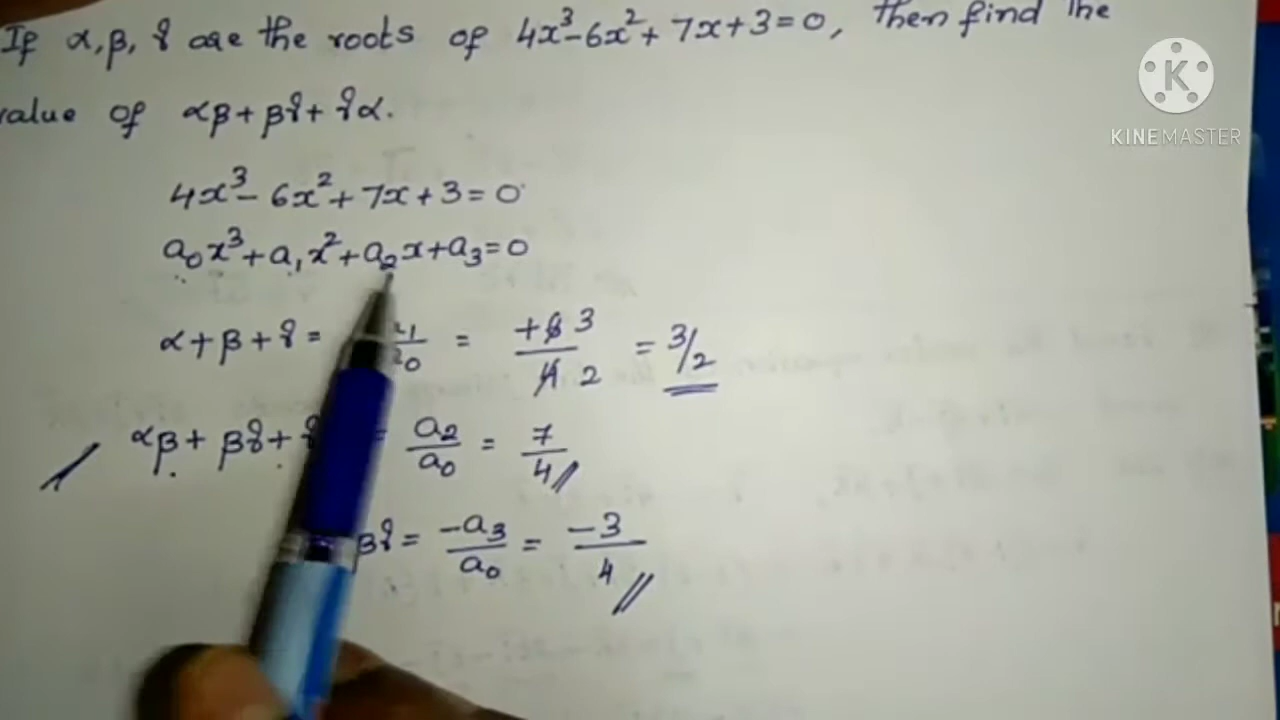 If α, β, γ are the roots of 4x³-6x²+7x+3=0, then find the
value of αβ+βγ+γα.
KINEMASTER
4x³-6x²+7x+3=0
a₀x³+a₁x²+a₂x+a₃=0
α+β+γ= a₁/a₀ = +6 3/4 2 = 3/2
αβ+βγ+γ = a₂/a₀ = 7/4
βγ= -a₃/a₀ = -3/4